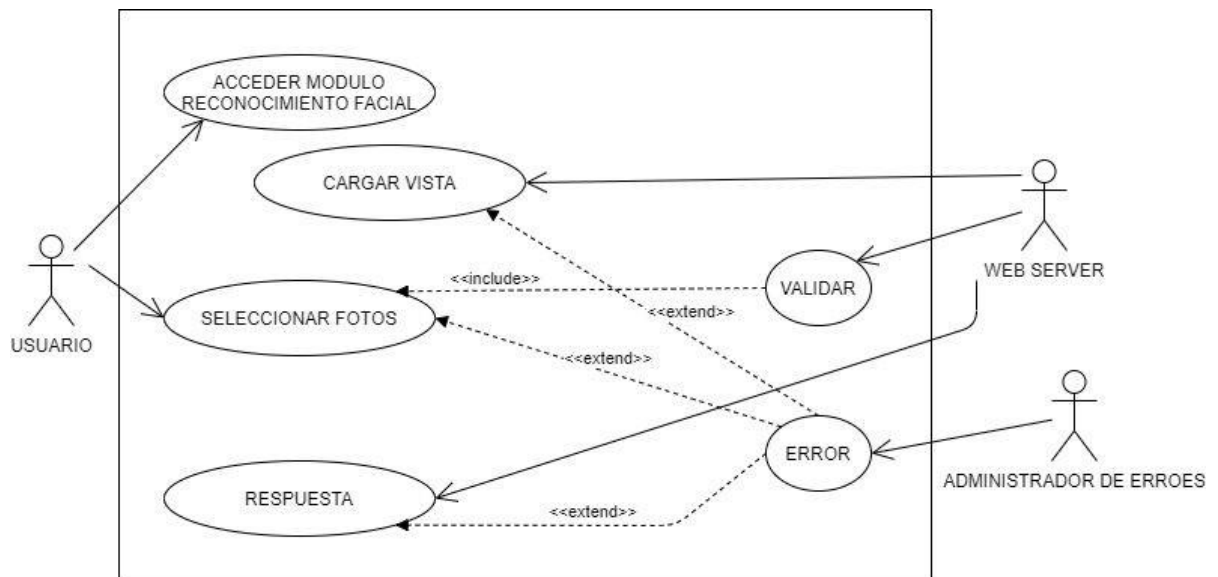 ACCEDER MODULO
RECONOCIMIENTO FACIAL
CARGAR VISTA
WEB SERVER
<<include>>
VALIDAR
<<extend>>
SELECCIONAR FOTOS
USUARIO
<<extend>>
ERROR
ADMINISTRADOR DE ERROES
RESPUESTA
<<extend>>